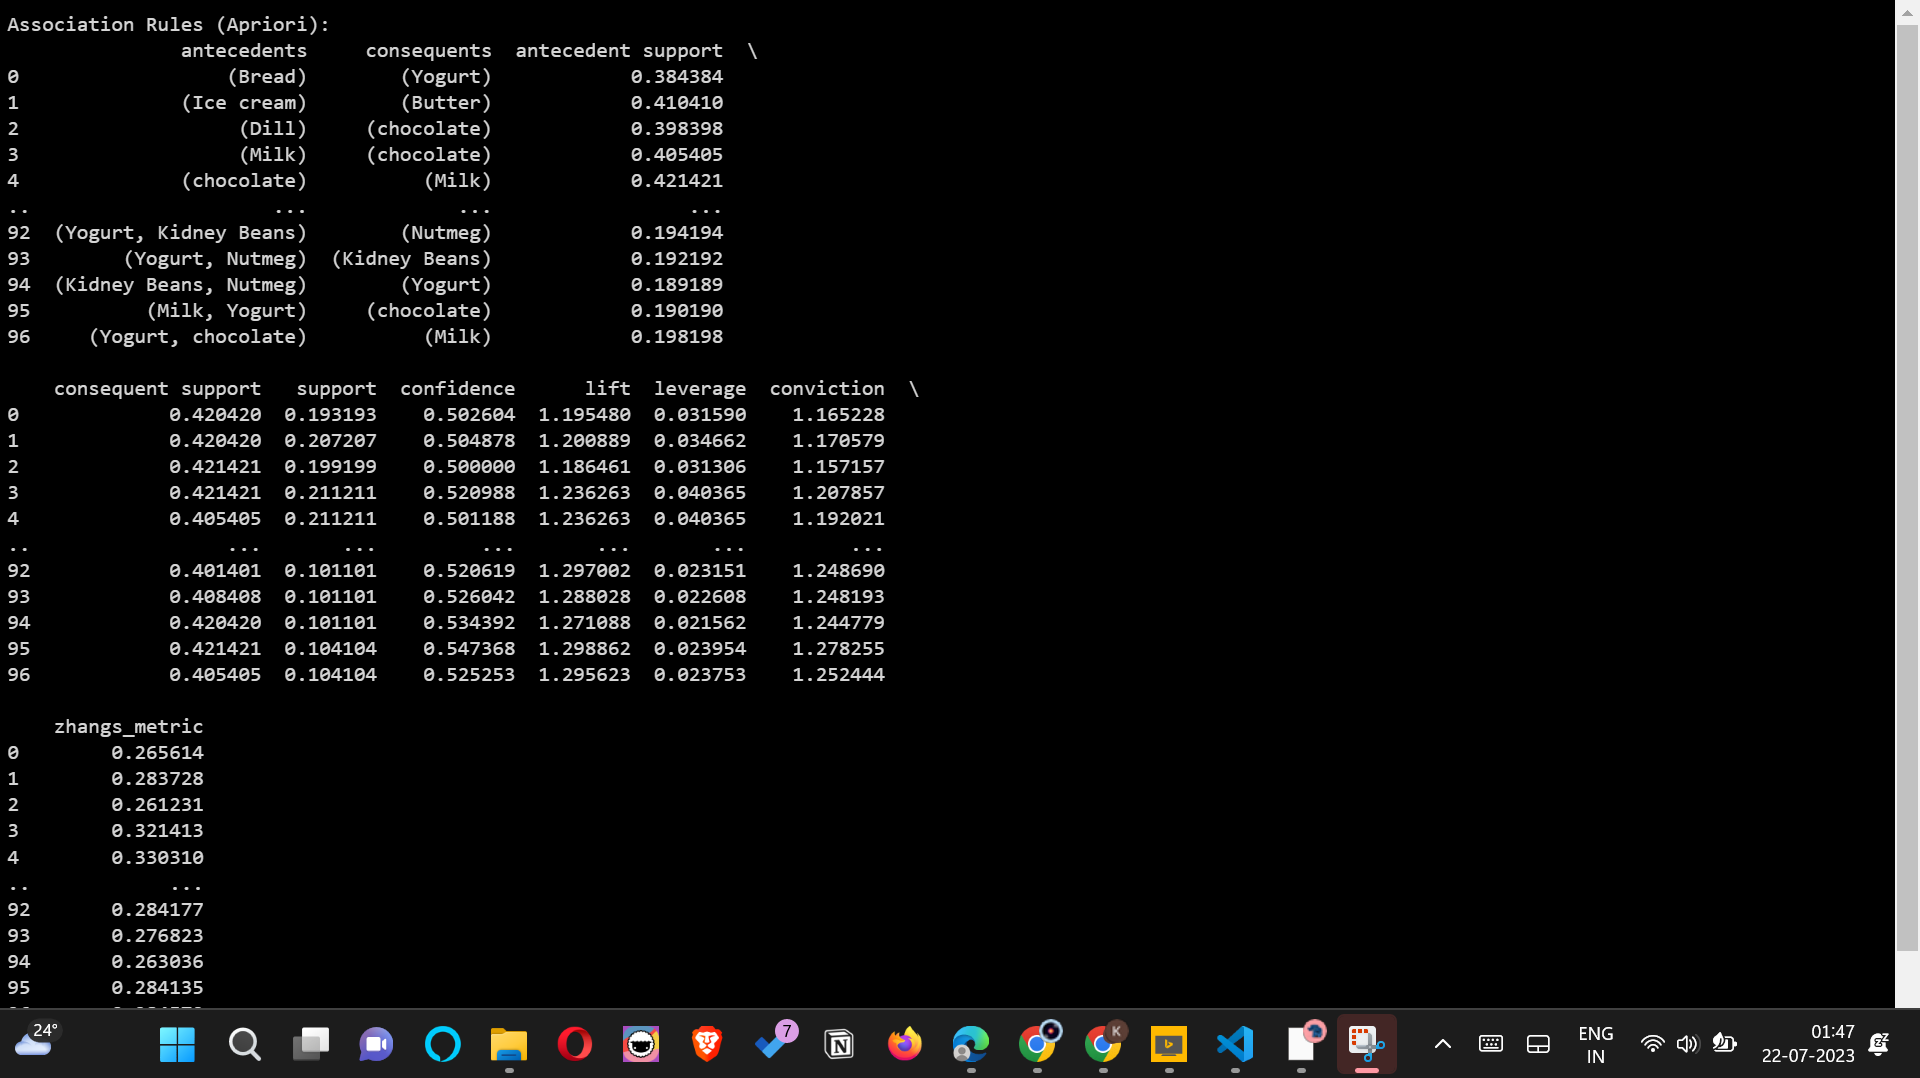 Association Rules (Apriori):
antecedents consequents antecedent support \
0 (Bread) (Yogurt) 0.384384
1 (Ice cream) (Butter) 0.410410
2 (Dill) (chocolate) 0.398398
3 (Milk) (chocolate) 0.405405
4 (chocolate) (Milk) 0.421421
.. ... ... ...
92 (Yogurt, Kidney Beans) (Nutmeg) 0.194194
93 (Yogurt, Nutmeg) (Kidney Beans) 0.192192
94 (Kidney Beans, Nutmeg) (Yogurt) 0.189189
95 (Milk, Yogurt) (chocolate) 0.190190
96 (Yogurt, chocolate) (Milk) 0.198198
consequent support support confidence lift leverage conviction \
0 0.420420 0.193193 0.502604 1.195480 0.031590 1.165228
1 0.420420 0.207207 0.504878 1.200889 0.034662 1.170579
2 0.421421 0.199199 0.500000 1.186461 0.031306 1.157157
3 0.421421 0.211211 0.520988 1.236263 0.040365 1.207857
4 0.405405 0.211211 0.501188 1.236263 0.040365 1.192021
.. ... ... ... ... ... ...
92 0.401401 0.101101 0.520619 1.297002 0.023151 1.248690
93 0.408408 0.101101 0.526042 1.288028 0.022608 1.248193
94 0.420420 0.101101 0.534392 1.271088 0.021562 1.244779
95 0.421421 0.104104 0.547368 1.298862 0.023954 1.278255
96 0.405405 0.104104 0.525253 1.295623 0.023753 1.252444
zhangs_metric
0 0.265614
1 0.283728
2 0.261231
3 0.321413
4 0.330310
.. ...
92 0.284177
93 0.276823
94 0.263036
95 0.284135
24°
7
K
ENG
IN
01:47
22-07-2023